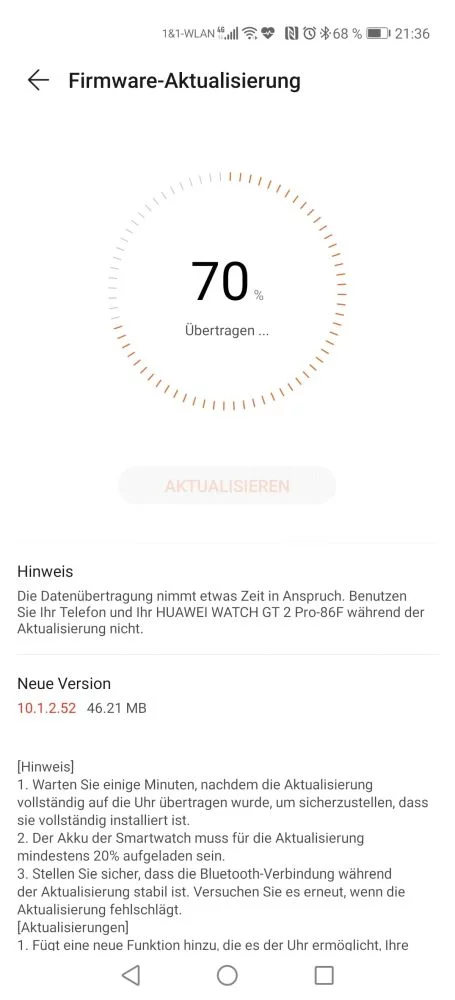 1&1-WLAN 4G 68 % 21:36
Firmware-Aktualisierung
70 %
Übertragen ...
AKTUALISIEREN
Hinweis
Die Datenübertragung nimmt etwas Zeit in Anspruch. Benutzen
Sie Ihr Telefon und Ihr HUAWEI WATCH GT 2 Pro-86F während der
Aktualisierung nicht.
Neue Version
10.1.2.52 46.21 MB
[Hinweis]
1. Warten Sie einige Minuten, nachdem die Aktualisierung
vollständig auf die Uhr übertragen wurde, um sicherzustellen, dass
sie vollständig installiert ist.
2. Der Akku der Smartwatch muss für die Aktualisierung
mindestens 20% aufgeladen sein.
3. Stellen Sie sicher, dass die Bluetooth-Verbindung während
der Aktualisierung stabil ist. Versuchen Sie es erneut, wenn die
Aktualisierung fehlschlägt.
[Aktualisierungen]
1. Fügt eine neue Funktion hinzu, die es der Uhr ermöglicht, Ihre